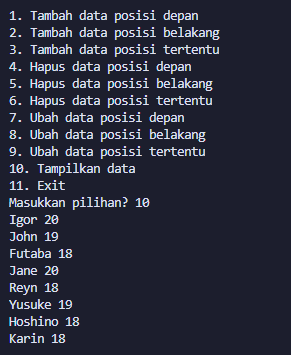 1. Tambah data posisi depan
2. Tambah data posisi belakang
3. Tambah data posisi tertentu
4. Hapus data posisi depan
5. Hapus data posisi belakang
6. Hapus data posisi tertentu
7. Ubah data posisi depan
8. Ubah data posisi belakang
9. Ubah data posisi tertentu
10. Tampilkan data
11. Exit
Masukkan pilihan? 10
Igor 20
John 19
Futaba 18
Jane 20
Reyn 18
Yusuke 19
Hoshino 18
Karin 18